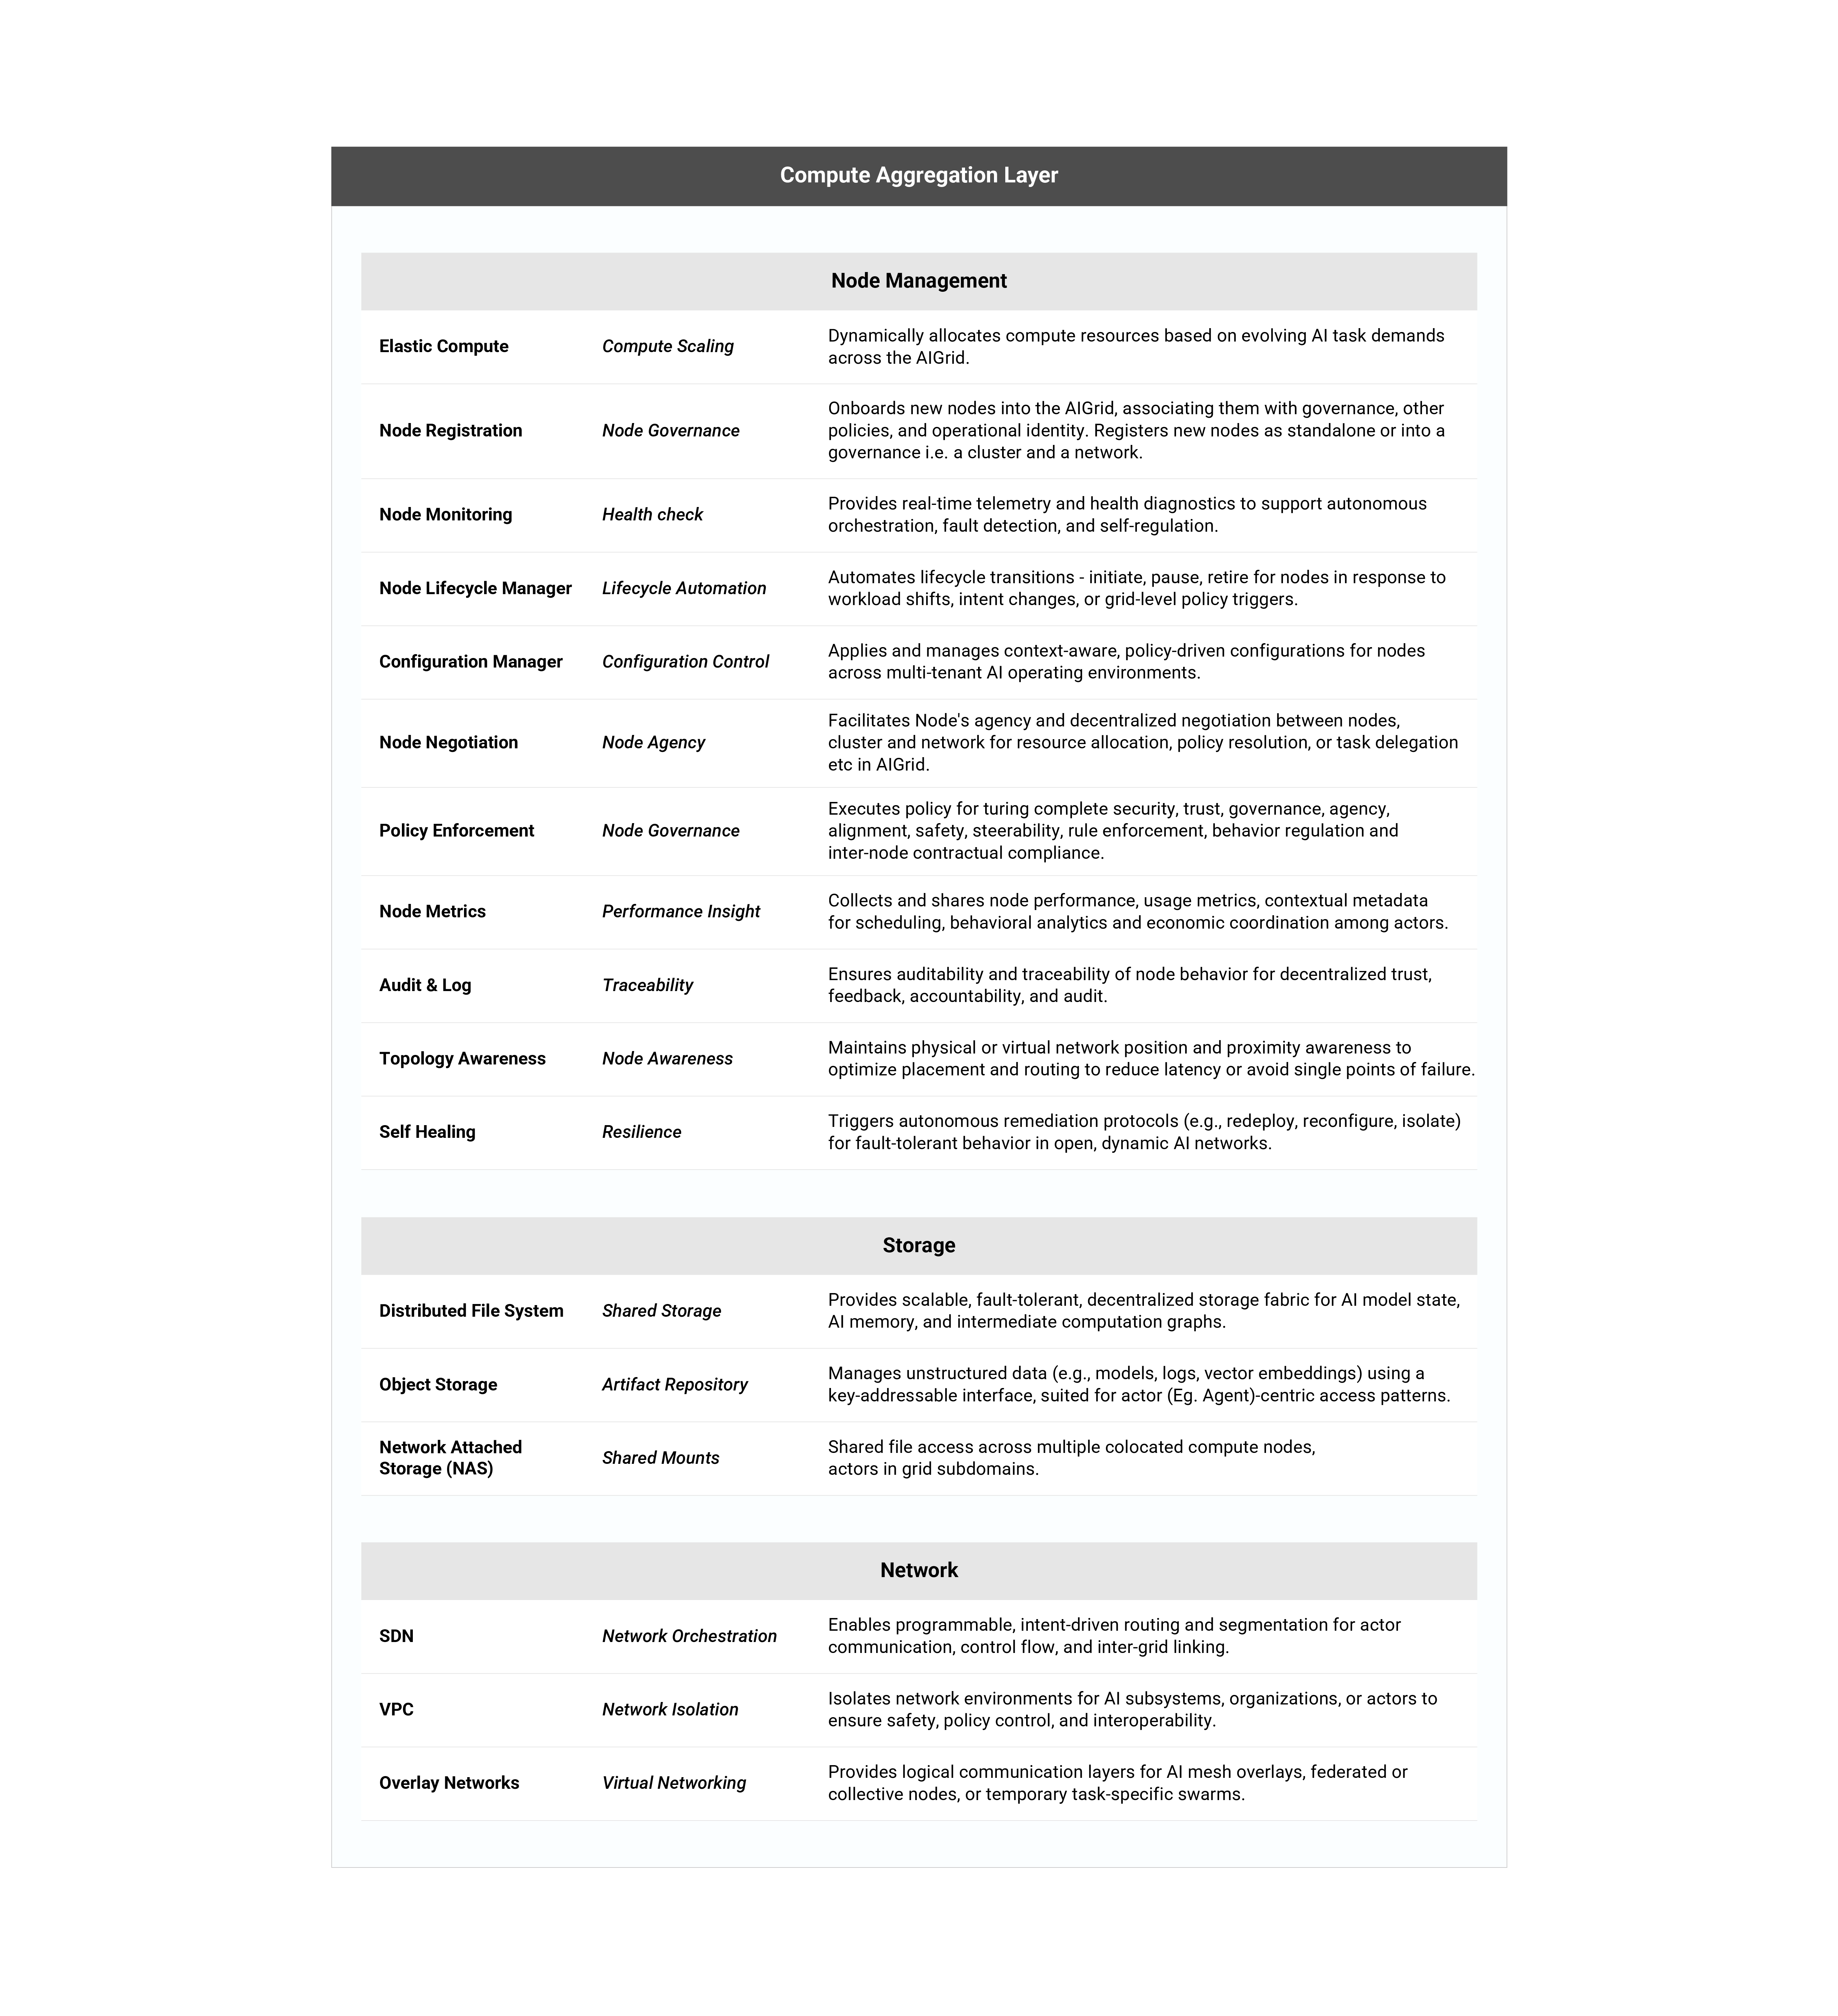 Compute Aggregation Layer
Node Management
Elastic Compute
Compute Scaling
Dynamically allocates compute resources based on evolving AI task demands
across the AIGrid.
Node Registration
Node Governance
Onboards new nodes into the AIGrid, associating them with governance, other
policies, and operational identity. Registers new nodes as standalone or into a
governance i.e. a cluster and a network.
Node Monitoring
Health check
Provides real-time telemetry and health diagnostics to support autonomous
orchestration, fault detection, and self-regulation.
Node Lifecycle Manager
Lifecycle Automation
Automates lifecycle transitions - initiate, pause, retire for nodes in response to
workload shifts, intent changes, or grid-level policy triggers.
Configuration Manager
Configuration Control
Applies and manages context-aware, policy-driven configurations for nodes
across multi-tenant AI operating environments.
Node Negotiation
Node Agency
Facilitates Node's agency and decentralized negotiation between nodes,
cluster and network for resource allocation, policy resolution, or task delegation
etc in AIGrid.
Policy Enforcement
Node Governance
Executes policy for turing complete security, trust, governance, agency,
alignment, safety, steerability, rule enforcement, behavior regulation and
inter-node contractual compliance.
Node Metrics
Performance Insight
Collects and shares node performance, usage metrics, contextual metadata
for scheduling, behavioral analytics and economic coordination among actors.
Audit & Log
Traceability
Ensures auditability and traceability of node behavior for decentralized trust,
feedback, accountability, and audit.
Topology Awareness
Node Awareness
Maintains physical or virtual network position and proximity awareness to
optimize placement and routing to reduce latency or avoid single points of failure.
Self Healing
Resilience
Triggers autonomous remediation protocols (e.g., redeploy, reconfigure, isolate)
for fault-tolerant behavior in open, dynamic AI networks.
Storage
Distributed File System
Shared Storage
Provides scalable, fault-tolerant, decentralized storage fabric for AI model state,
AI memory, and intermediate computation graphs.
Object Storage
Artifact Repository
Manages unstructured data (e.g., models, logs, vector embeddings) using a
key-addressable interface, suited for actor (Eg. Agent)-centric access patterns.
Network Attached
Storage (NAS)
Shared Mounts
Shared file access across multiple colocated compute nodes,
actors in grid subdomains.
Network
SDN
Network Orchestration
Enables programmable, intent-driven routing and segmentation for actor
communication, control flow, and inter-grid linking.
VPC
Network Isolation
Isolates network environments for AI subsystems, organizations, or actors to
ensure safety, policy control, and interoperability.
Overlay Networks
Virtual Networking
Provides logical communication layers for AI mesh overlays, federated or
collective nodes, or temporary task-specific swarms.